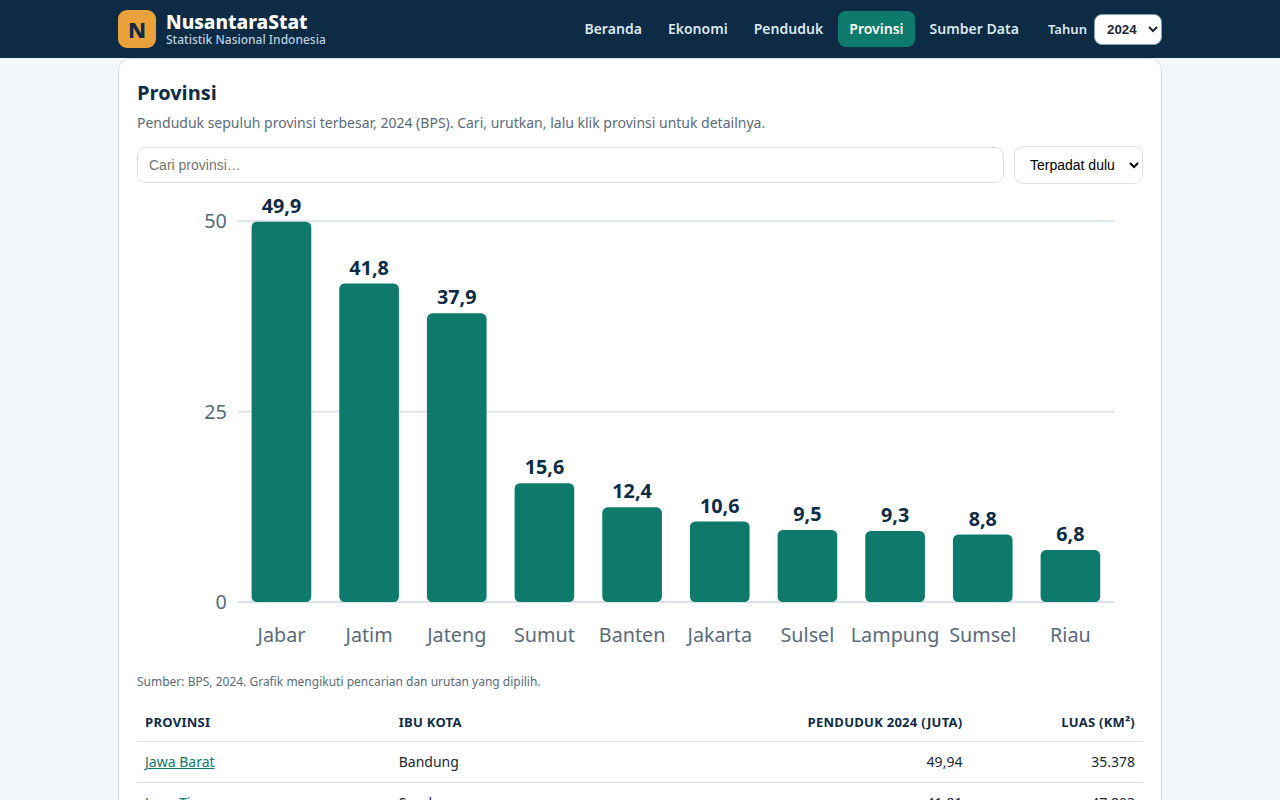 N
NusantaraStat
Statistik Nasional Indonesia
Beranda Ekonomi Penduduk Provinsi Sumber Data Tahun 2024
Provinsi
Penduduk sepuluh provinsi terbesar, 2024 (BPS). Cari, urutkan, lalu klik provinsi untuk detailnya.
Cari provinsi… Terpadat dulu
50
25
0
49,9
41,8
37,9
15,6
12,4
10,6
9,5
9,3
8,8
6,8
Jabar Jatim Jateng Sumut Banten Jakarta Sulsel Lampung Sumsel Riau
Sumber: BPS, 2024. Grafik mengikuti pencarian dan urutan yang dipilih.
PROVINSI IBU KOTA PENDUDUK 2024 (JUTA) LUAS (KM²)
Jawa Barat Bandung 49,94 35.378